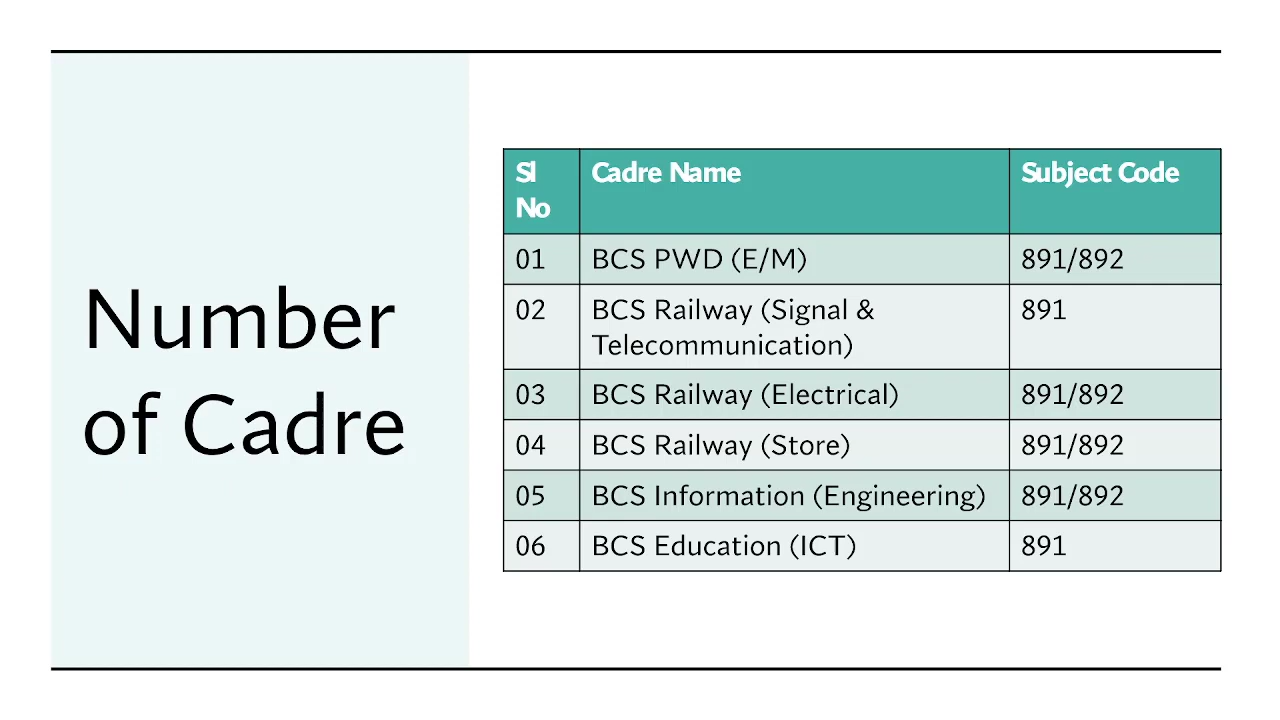 Number
of Cadre
Sl No Cadre Name Subject Code
01 BCS PWD (E/M) 891/892
02 BCS Railway (Signal & 891
Telecommunication)
03 BCS Railway (Electrical) 891/892
04 BCS Railway (Store) 891/892
05 BCS Information (Engineering) 891/892
06 BCS Education (ICT) 891